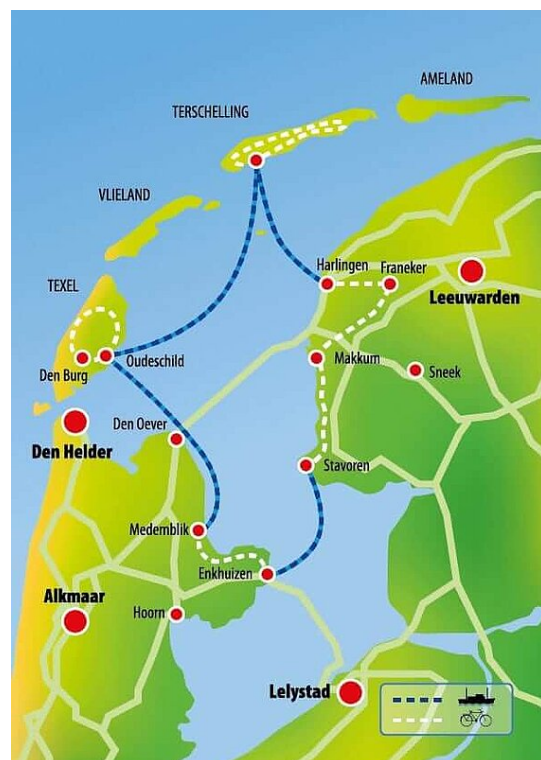 AMELAND
TERSCHELLING
VLIELAND
Harlingen
Franeker
TEXEL
Leeuwarden
Oudeschild
Makkum
Den Burg
Sneek
Den Oever
Den Helder
Stavoren
Medemblik
Enkhuizen
Alkmaar
Hoorn
Lelystad